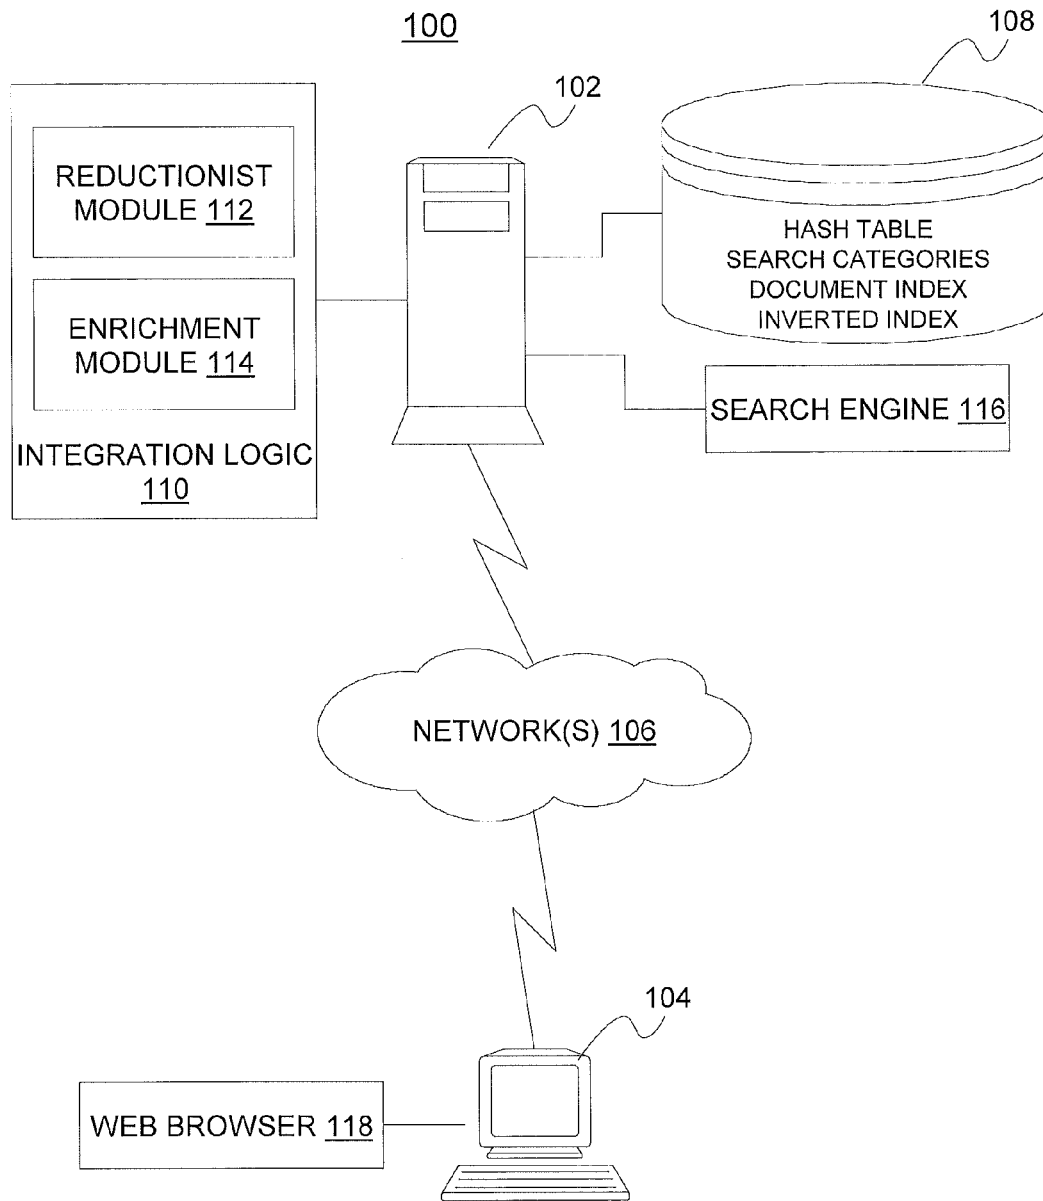 100
108
102
REDUCTIONIST
MODULE 112
ENRICHMENT
MODULE 114
INTEGRATION LOGIC
110
HASH TABLE
SEARCH CATEGORIES
DOCUMENT INDEX
INVERTED INDEX
SEARCH ENGINE 116
NETWORK(S) 106
104
WEB BROWSER 118